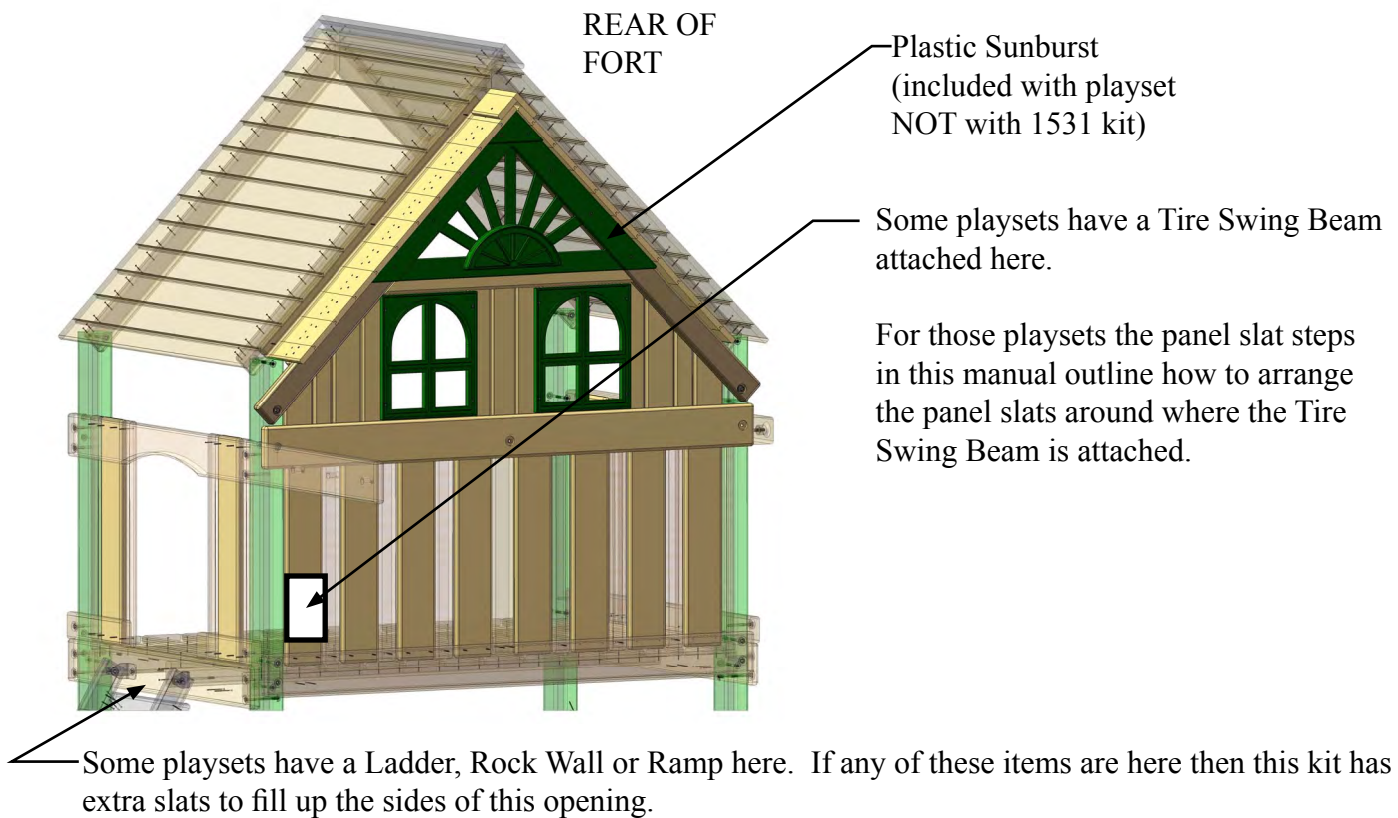 REAR OF
FORT
Plastic Sunburst
(included with playset
NOT with 1531 kit)
Some playsets have a Tire Swing Beam
attached here.
For those playsets the panel slat steps
in this manual outline how to arrange
the panel slats around where the Tire
Swing Beam is attached.
Some playsets have a Ladder, Rock Wall or Ramp here.  If any of these items are here then this kit has
extra slats to fill up the sides of this opening.